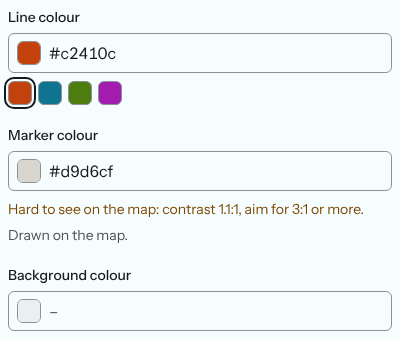 Line colour
#c2410c
Marker colour
#d9d6cf
Hard to see on the map: contrast 1.1:1, aim for 3:1 or more.
Drawn on the map.
Background colour
–